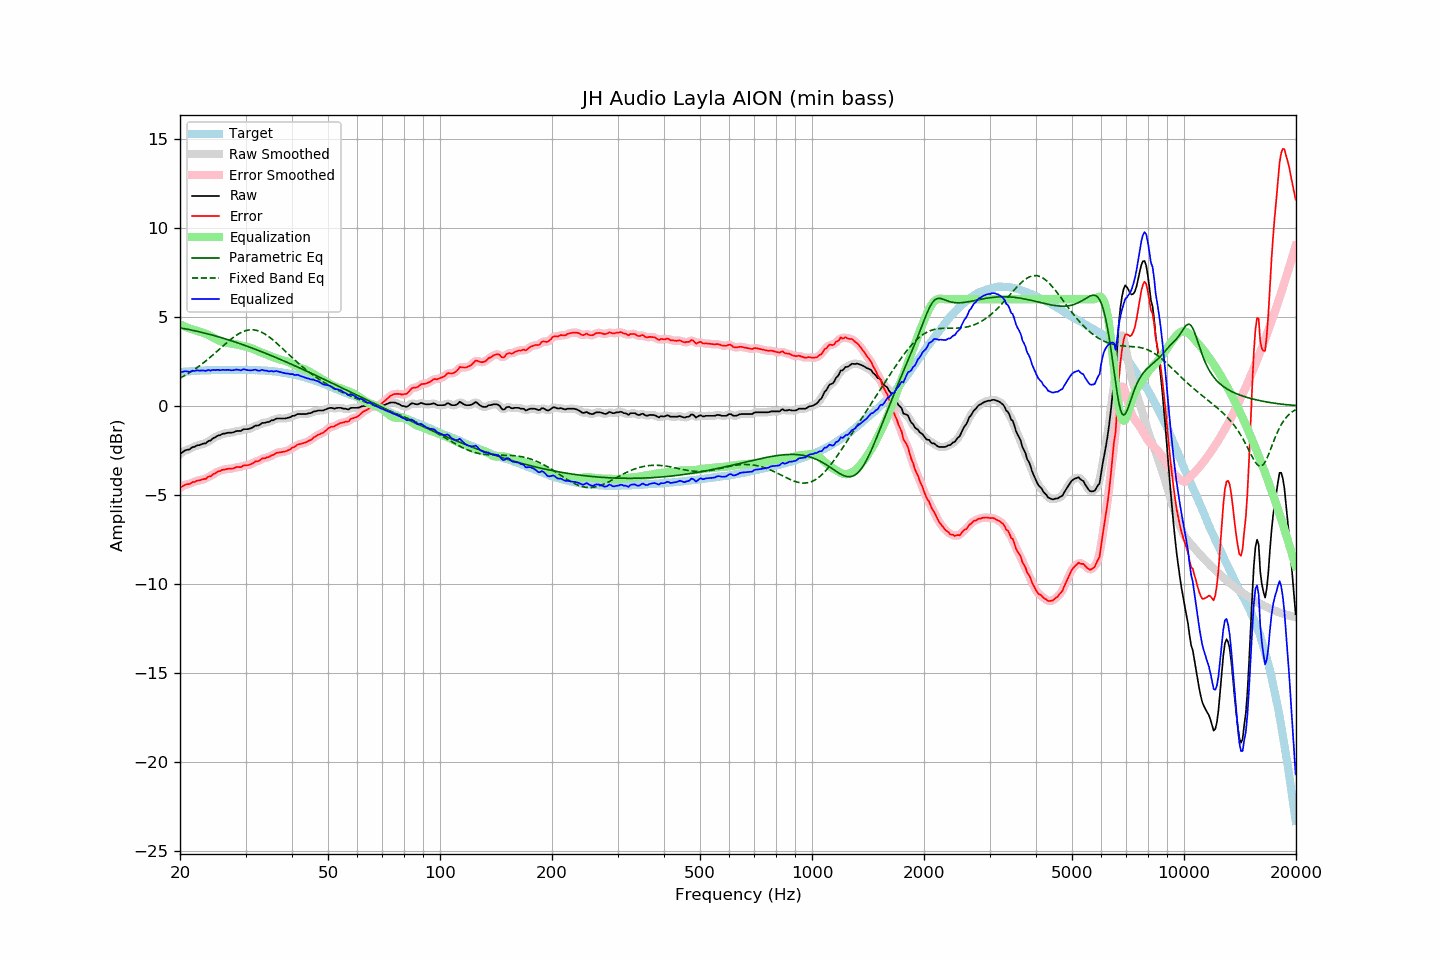 JH Audio Layla AION (min bass)
Target
Raw Smoothed
Error Smoothed
Raw
Error
Equalization
Parametric Eq
Fixed Band Eq
Equalized
15
10
5
0
−5
−10
−15
−20
−25
Amplitude (dBr)
20
50
100
200
500
1000
2000
5000
10000
20000
Frequency (Hz)